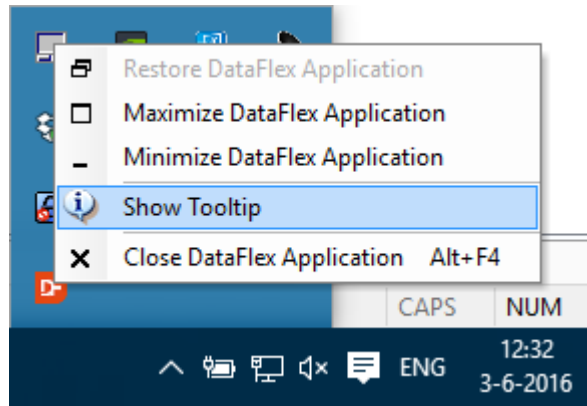 Restore DataFlex Application
Maximize DataFlex Application
Minimize DataFlex Application
Show Tooltip
Close DataFlex Application Alt+F4
CAPS NUM
ENG
12:32
3-6-2016